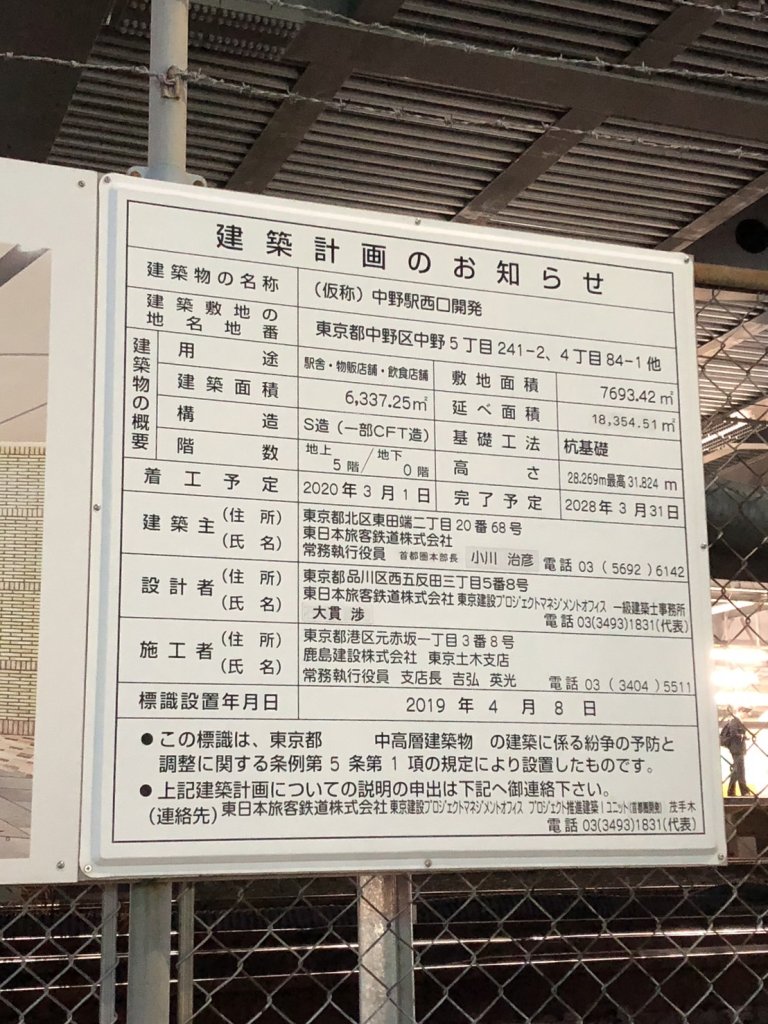 建築計画のお知らせ
建築物の名称 (仮称)中野駅西口開発
建築敷地の地名地番 東京都中野区中野5丁目241-2、4丁目84-1他
建築物の概要
用途 駅舎・物販店舗・飲食店舗 敷地面積 7693.42㎡
建築面積 6,337.25㎡ 延べ面積 18,354.51㎡
構造 S造(一部CFT造) 基礎工法 杭基礎
階数 地上5階/地下0階 高さ 28.269m最高31.824m
着工予定 2020年3月1日 完了予定 2028年3月31日
建築主 (住所) 東京都北区東田端二丁目20番68号
(氏名) 東日本旅客鉄道株式会社
常務執行役員 首都圏本部長 小川 治彦 電話03(5692)6142
設計者 (住所) 東京都品川区西五反田三丁目5番8号
(氏名) 東日本旅客鉄道株式会社 東京建設プロジェクトマネジメントオフィス 一級建築士事務所
大貫 渉 電話03(3493)1831(代表)
施工者 (住所) 東京都港区元赤坂一丁目3番8号
(氏名) 鹿島建設株式会社 東京土木支店
常務執行役員 支店長 吉弘 英光 電話03(3404)5511
標識設置年月日 2019年4月8日
●この標識は、東京都 中高層建築物 の建築に係る紛争の予防と
調整に関する条例第5条第1項の規定により設置したものです。
●上記建築計画についての説明の申出は下記へ御連絡下さい。
(連絡先)東日本旅客鉄道株式会社 東京建設プロジェクトマネジメントオフィス プロジェクト推進建築Iユニット(首都圏開発) 茂手木
電話03(3493)1831(代表)